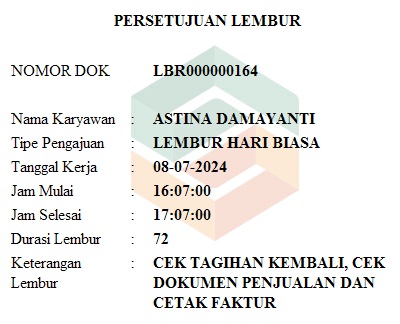 PERSETUJUAN LEMBUR
NOMOR DOK LBR000000164
Nama Karyawan : ASTINA DAMAYANTI
Tipe Pengajuan : LEMBUR HARI BIASA
Tanggal Kerja : 08-07-2024
Jam Mulai : 16:07:00
Jam Selesai : 17:07:00
Durasi Lembur : 72
Keterangan : CEK TAGIHAN KEMBALI, CEK
Lembur DOKUMEN PENJUALAN DAN
CETAK FAKTUR